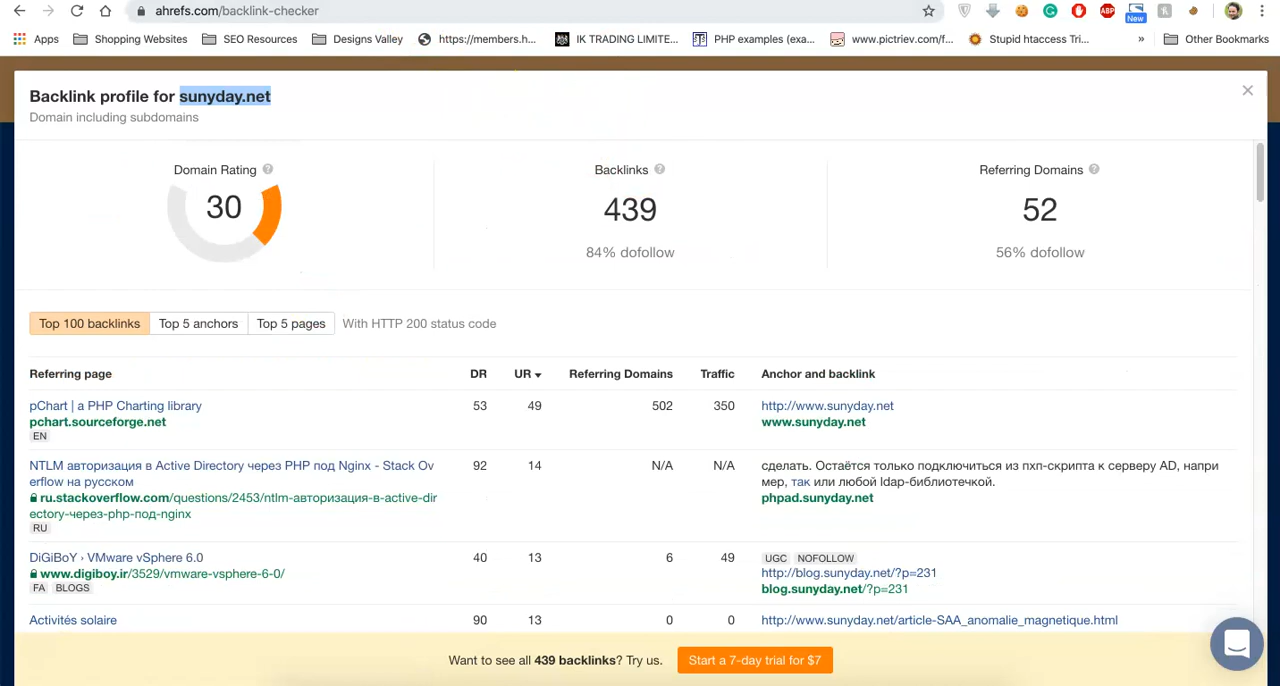 ahrefs.com/backlink-checker
New
ABP
Apps Shopping Websites SEO Resources Designs Valley https://members.h... IK TRADING LIMITE... PHP examples (exa... www.pictriev.com/f... Stupid htaccess Tri... » Other Bookmarks
Backlink profile for sunyday.net
Domain including subdomains
Domain Rating ? Backlinks ? Referring Domains ?
30 439 52
84% dofollow 56% dofollow
Top 100 backlinks Top 5 anchors Top 5 pages With HTTP 200 status code
Referring page DR UR Referring Domains Traffic Anchor and backlink
pChart | a PHP Charting library 53 49 502 350 http://www.sunyday.net
pchart.sourceforge.net www.sunyday.net
EN
NTLM авторизация в Active Directory через PHP под Nginx - Stack Ov 92 14 N/A N/A сделать. Остаётся только подключиться из пхп-скрипта к серверу AD, напри
erflow на русском мер, так или любой ldap-библиотечкой.
ru.stackoverflow.com/questions/2453/ntlm-авторизация-в-active-dir phpad.sunyday.net
ectory-через-php-под-nginx
RU
DiGiBoY › VMware vSphere 6.0 40 13 6 49 UGC NOFOLLOW
www.digiboy.ir/3529/vmware-vsphere-6-0/ http://blog.sunyday.net/?p=231
FA BLOGS blog.sunyday.net/?p=231
Activités solaire 90 13 0 0 http://www.sunyday.net/article-SAA_anomalie_magnetique.html
Want to see all 439 backlinks? Try us. Start a 7-day trial for $7